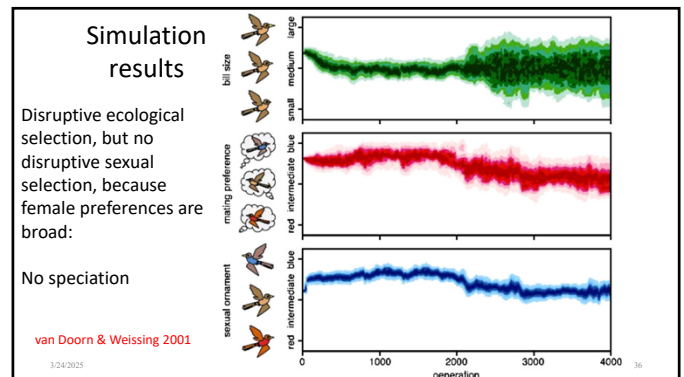 Simulation
results
Disruptive ecological
selection, but no
disruptive sexual
selection, because
female preferences are
broad:
No speciation
van Doorn & Weissing 2001
3/24/2025
bill size
small medium large
mating preference
red intermediate blue
sexual ornament
red intermediate blue
0 1000 2000 3000 4000
generation
36